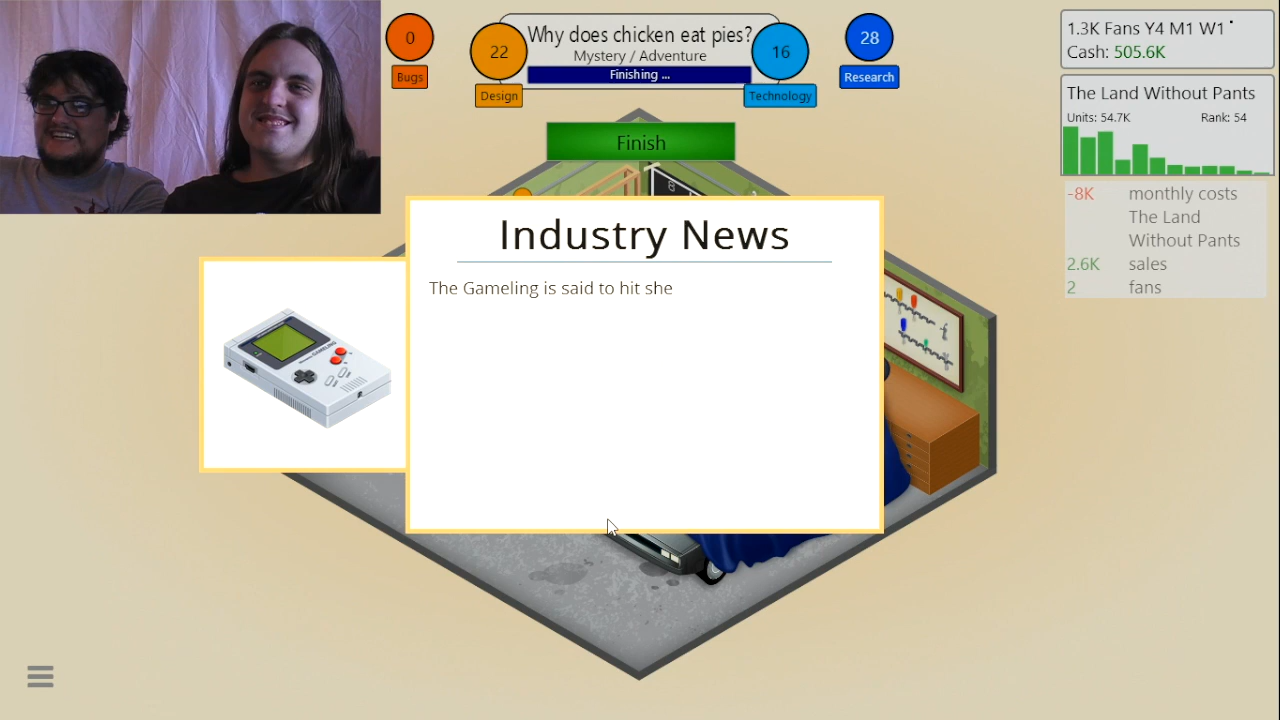 0
Bugs
22
Design
Why does chicken eat pies?
Mystery / Adventure
Finishing ...
16
Technology
28
Research
1.3K Fans Y4 M1 W1
Cash: 505.6K
The Land Without Pants
Units: 54.7K Rank: 54
-8K monthly costs
The Land
Without Pants
2.6K sales
2 fans
Finish
Industry News
The Gameling is said to hit she